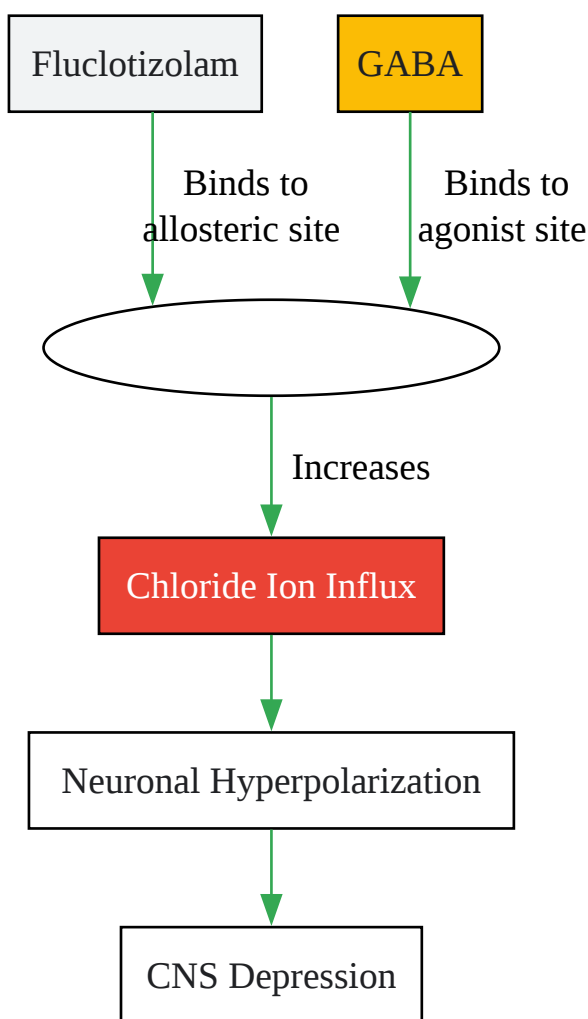 Fluclotizolam
GABA
Binds to
allosteric site
Binds to
agonist site
Increases
Chloride Ion Influx
Neuronal Hyperpolarization
CNS Depression